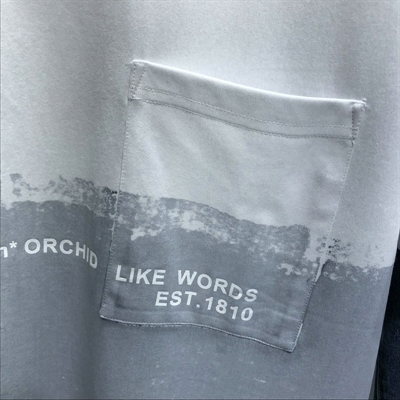 * ORCHID
LIKE WORDS
EST.1810